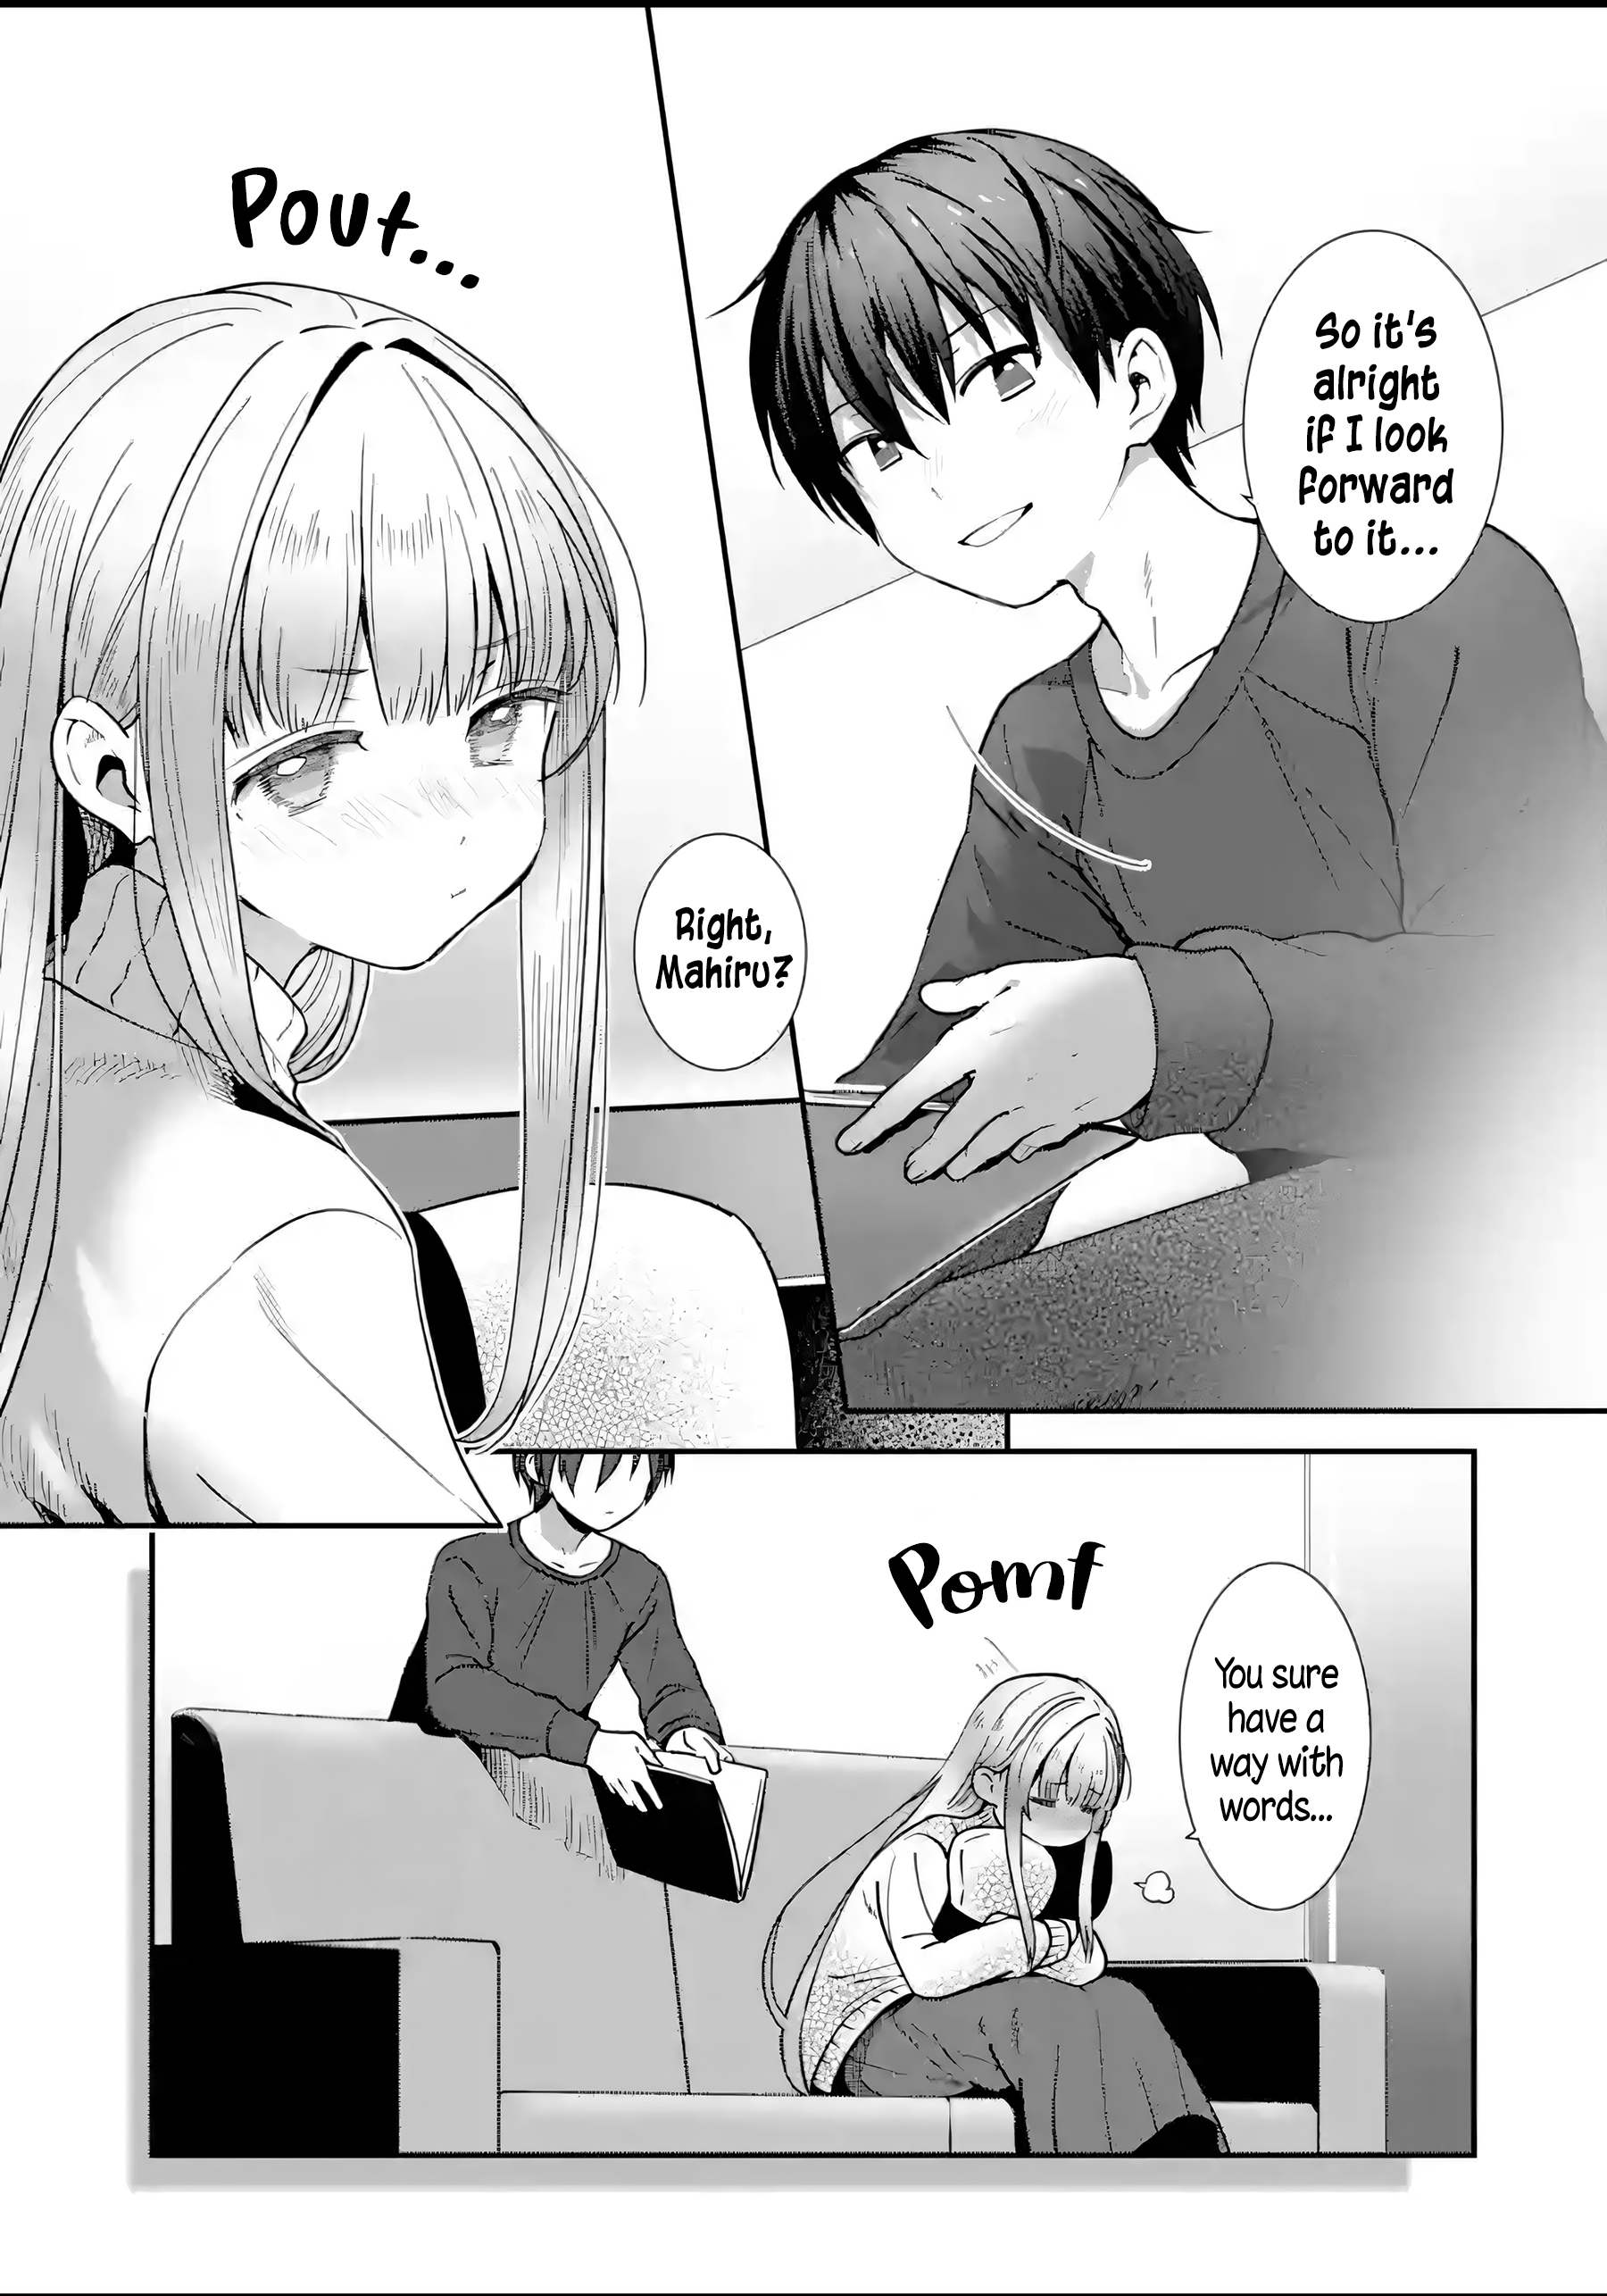 So it's
alright
if I look
forward
to it...
Right,
Mahiru?
Pout...
Pomf
You sure
have a
way with
words...